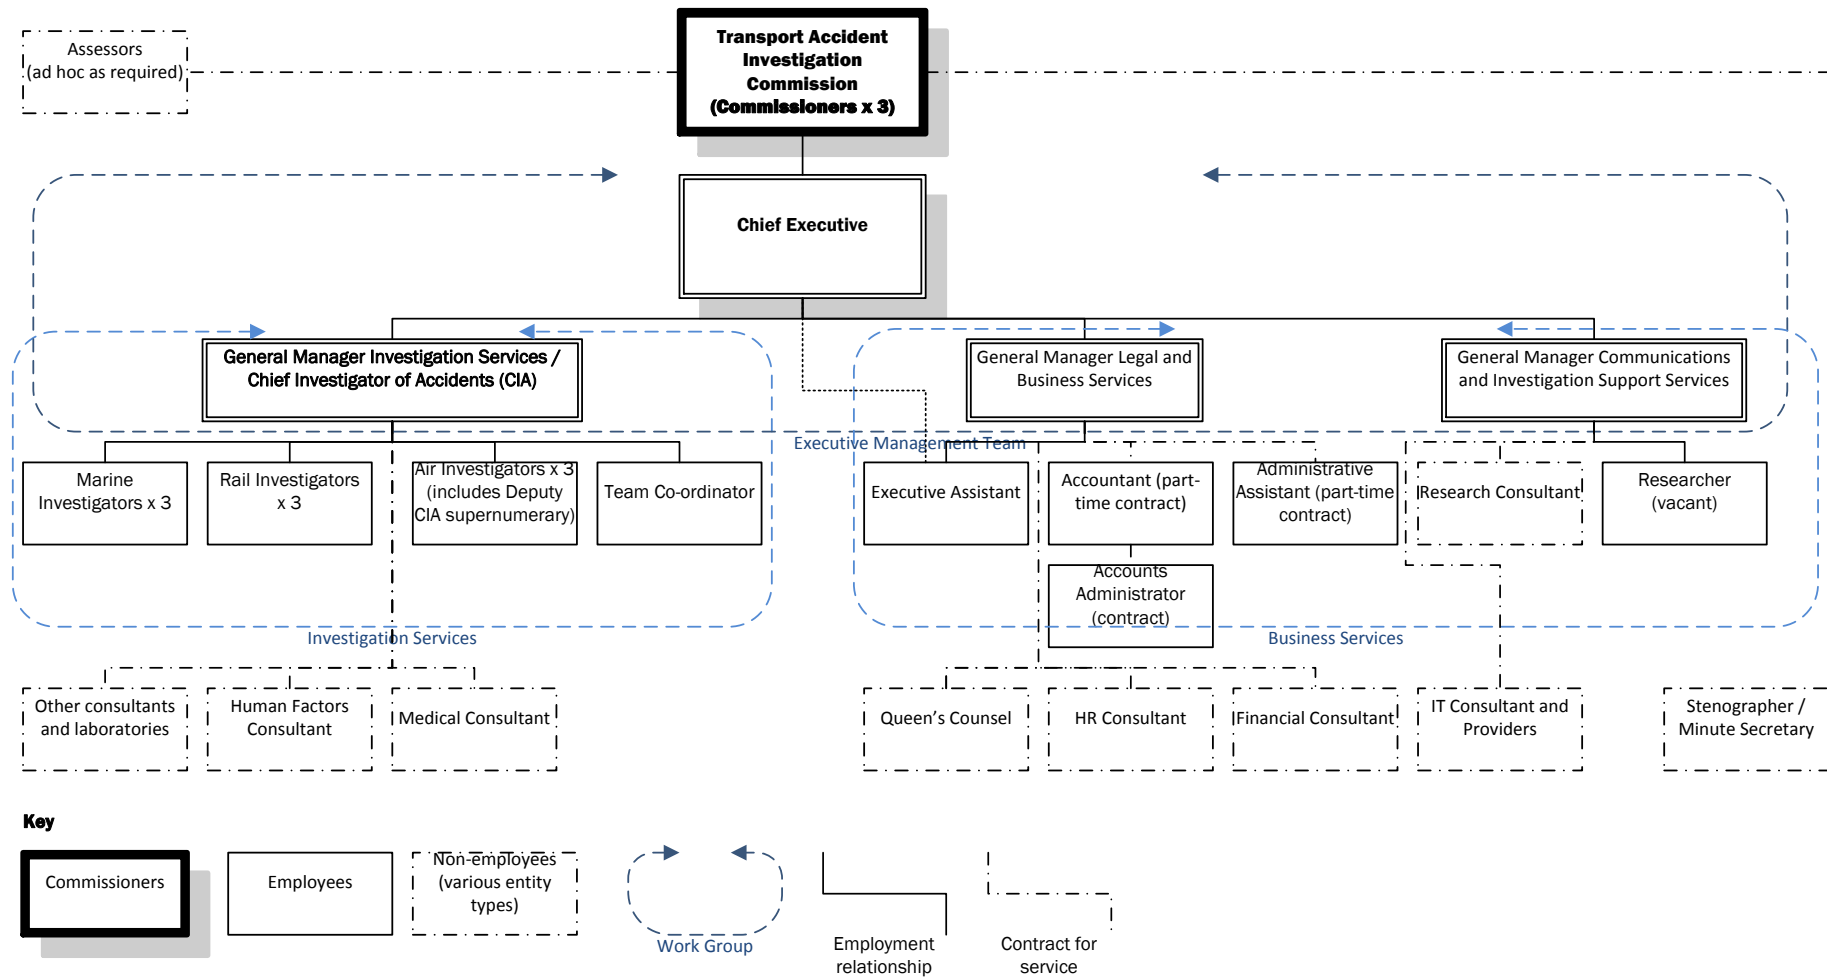 Assessors
(ad hoc as required)
Transport Accident
Investigation
Commission
(Commissioners x 3)
Chief Executive
General Manager Investigation Services /
Chief Investigator of Accidents (CIA)
General Manager Legal and
Business Services
General Manager Communications
and Investigation Support Services
Executive Management Team
Marine
Investigators x 3
Rail Investigators
x 3
Air Investigators x 3
(includes Deputy
CIA supernumerary)
Team Co-ordinator
Executive Assistant
Accountant (part-
time contract)
Administrative
Assistant (part-time
contract)
Research Consultant
Researcher
(vacant)
Accounts
Administrator
(contract)
Investigation Services
Business Services
Other consultants
and laboratories
Human Factors
Consultant
Medical Consultant
Queen’s Counsel
HR Consultant
Financial Consultant
IT Consultant and
Providers
Stenographer /
Minute Secretary
Key
Commissioners
Employees
Non-employees
(various entity
types)
Work Group
Employment
relationship
Contract for
service